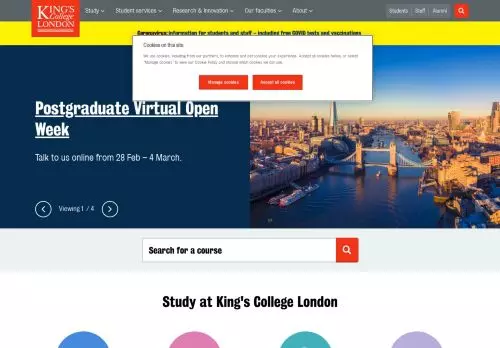 KING'S
College
LONDON
Study
Student services
Research & Innovation
Our faculties
About
Students
Staff
Alumni
Coronavirus information for students and staff – including free COVID tests and vaccinations
Cookies on this site
We use cookies, including from our partners, to enhance and personalise your experience. Accept all cookies below, or select
"Manage cookies" to view our Cookie Policy and choose which cookies we can use.
Manage cookies
Accept all cookies
Postgraduate Virtual Open
Week
Talk to us online from 28 Feb – 4 March.
Viewing 1 / 4
Search for a course
Study at King's College London